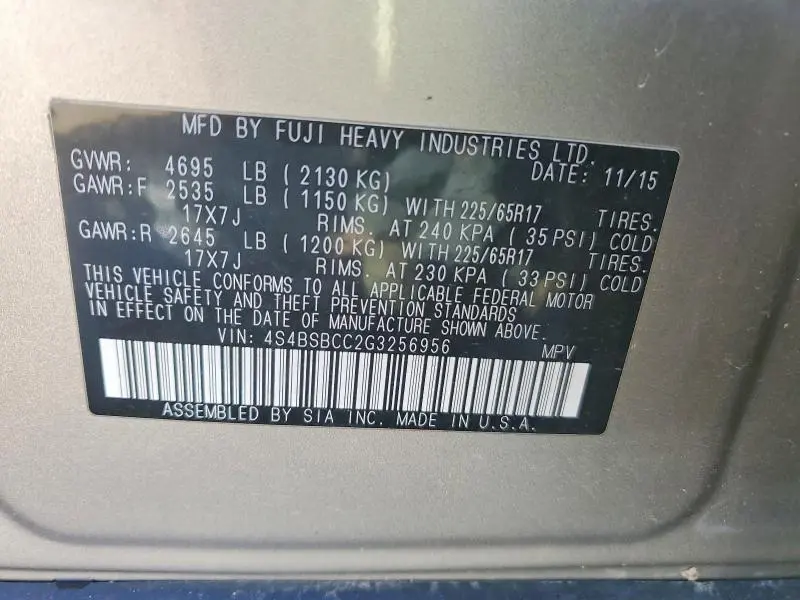 MFD BY FUJI HEAVY INDUSTRIES LTD.
GVWR: 4695 LB ( 2130 KG) DATE: 11/15
GAWR:F 2535 LB ( 1150 KG) WITH 225/65R17 TIRES.
17X7J RIMS. AT 240 KPA ( 35 PSI) COLD
GAWR:R 2645 LB ( 1200 KG) WITH 225/65R17 TIRES.
17X7J RIMS. AT 230 KPA ( 33 PSI) COLD
THIS VEHICLE CONFORMS TO ALL APPLICABLE FEDERAL MOTOR
VEHICLE SAFETY AND THEFT PREVENTION STANDARDS
IN EFFECT ON THE DATE OF MANUFACTURE SHOWN ABOVE.
VIN: 4S4BSBCC2G3256956 MPV
ASSEMBLED BY SIA INC. MADE IN U.S.A.